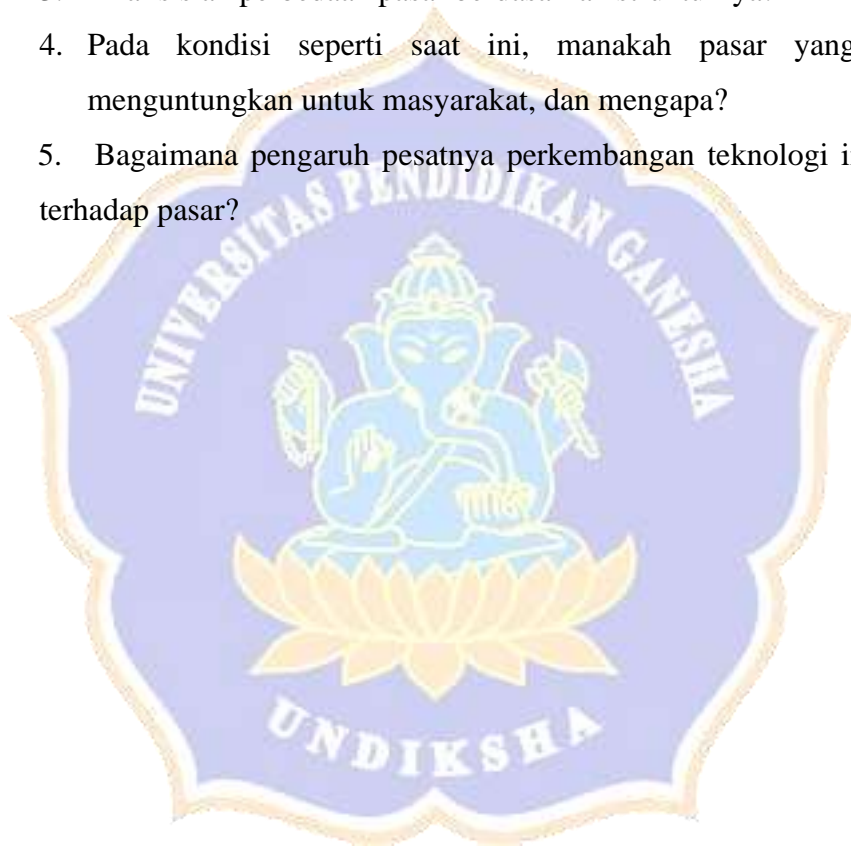 4. Pada kondisi seperti saat ini, manakah pasar yang
menguntungkan untuk masyarakat, dan mengapa?
5. Bagaimana pengaruh pesatnya perkembangan teknologi
terhadap pasar?
UNIVERSITAS PENDIDIKAN GANESHA
UNDIKSHA